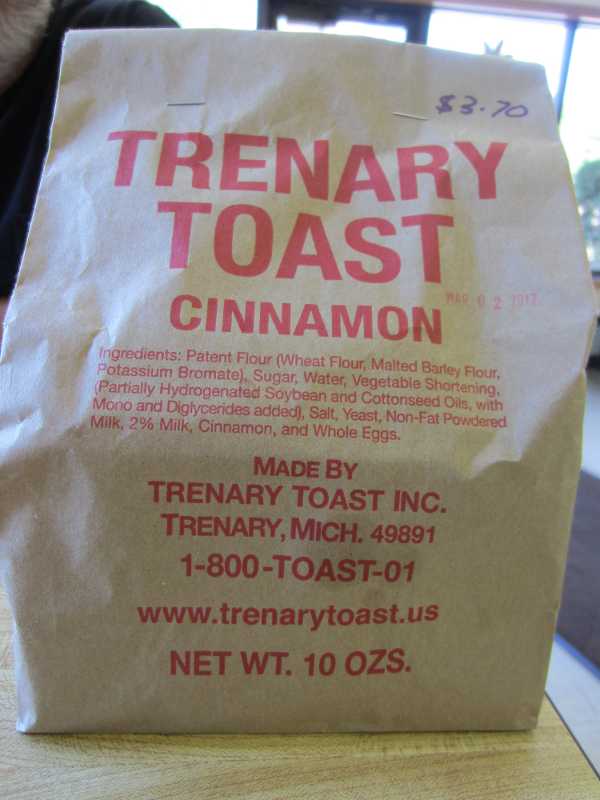 $3.70
TRENARY
TOAST
CINNAMON
MAR 02 2012
Ingredients: Patent Flour (Wheat Flour, Malted Barley Flour,
Potassium Bromate), Sugar, Water, Vegetable Shortening,
(Partially Hydrogenated Soybean and Cottonseed Oils, with
Mono and Diglycerides added), Salt, Yeast, Non-Fat Powdered
Milk, 2% Milk, Cinnamon, and Whole Eggs.
MADE BY
TRENARY TOAST INC.
TRENARY, MICH. 49891
1-800-TOAST-01
www.trenarytoast.us
NET WT. 10 OZS.